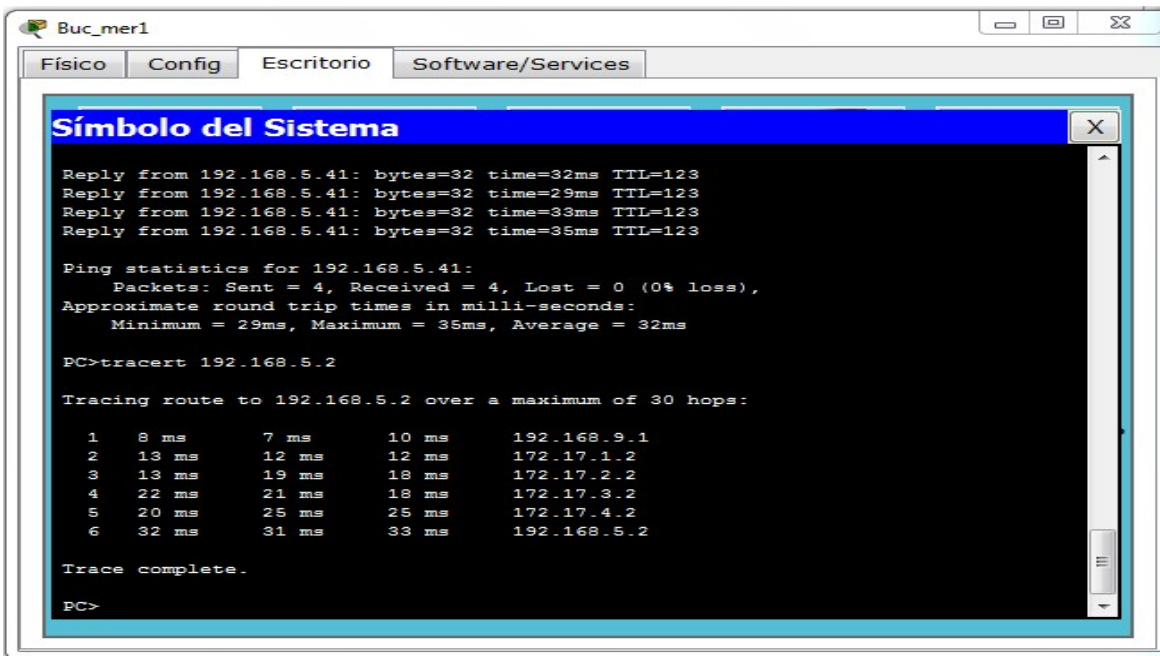 Buc_mer1
Físico Config Escritorio Software/Services
Símbolo del Sistema X
Reply from 192.168.5.41: bytes=32 time=32ms TTL=123
Reply from 192.168.5.41: bytes=32 time=29ms TTL=123
Reply from 192.168.5.41: bytes=32 time=33ms TTL=123
Reply from 192.168.5.41: bytes=32 time=35ms TTL=123
Ping statistics for 192.168.5.41:
Packets: Sent = 4, Received = 4, Lost = 0 (0% loss),
Approximate round trip times in milli-seconds:
Minimum = 29ms, Maximum = 35ms, Average = 32ms
PC>tracert 192.168.5.2
Tracing route to 192.168.5.2 over a maximum of 30 hops:
1 8 ms 7 ms 10 ms 192.168.9.1
2 13 ms 12 ms 12 ms 172.17.1.2
3 13 ms 19 ms 18 ms 172.17.2.2
4 22 ms 21 ms 18 ms 172.17.3.2
5 20 ms 25 ms 25 ms 172.17.4.2
6 32 ms 31 ms 33 ms 192.168.5.2
Trace complete.
PC>